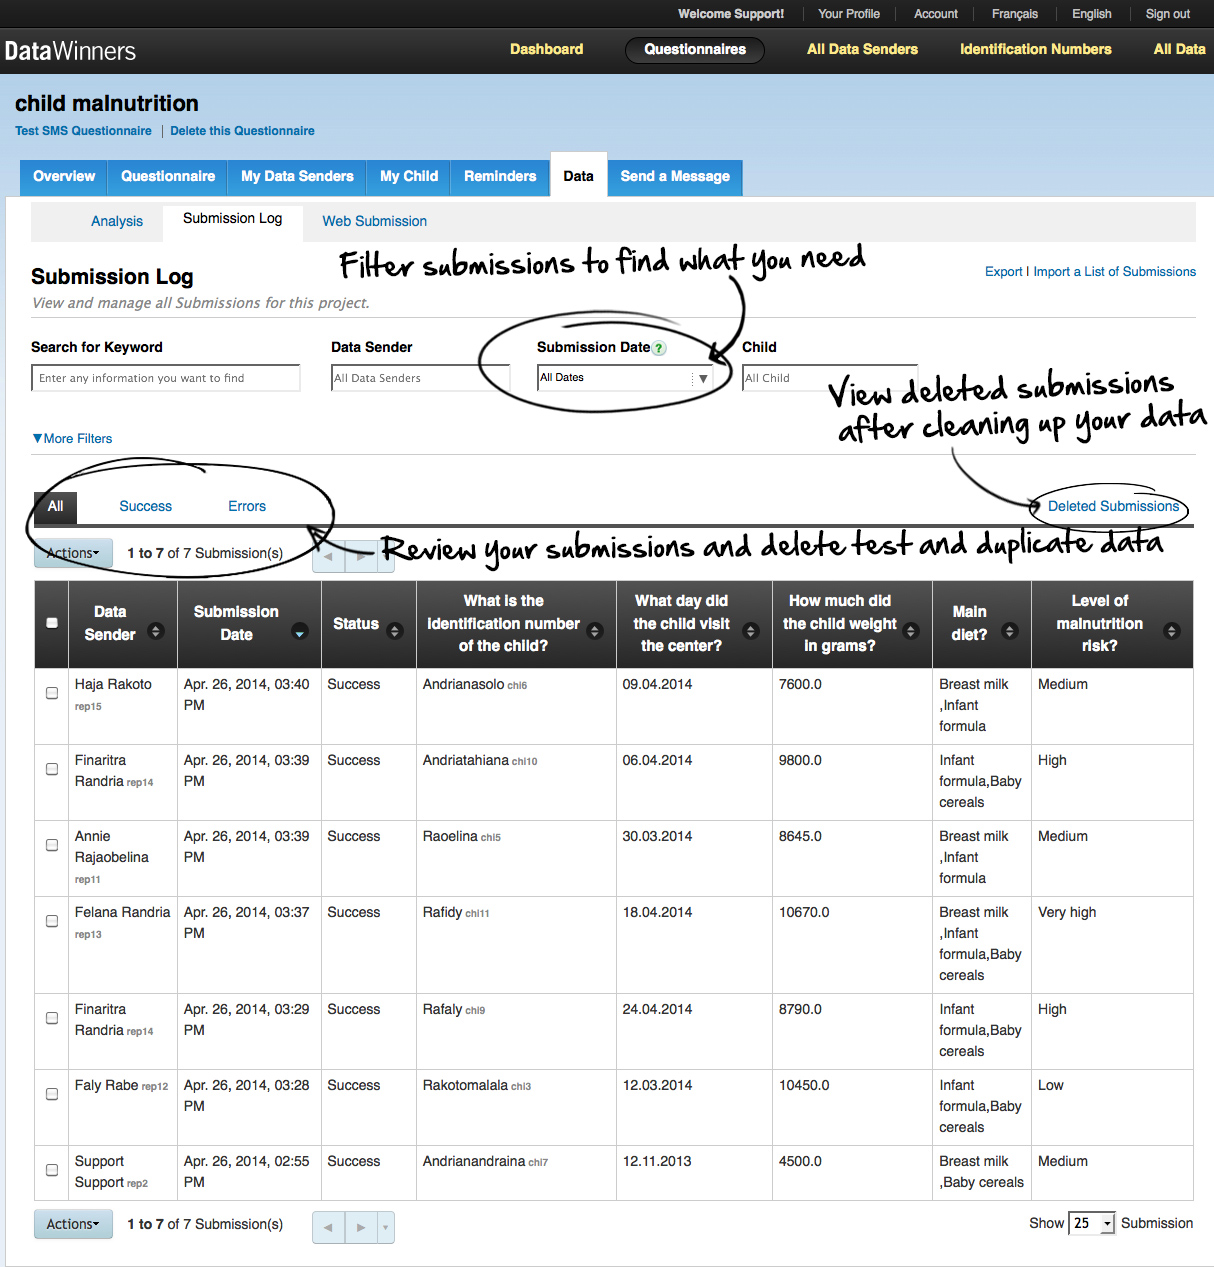 Welcome Support! Your Profile Account Français English Sign out
DataWinners Dashboard Questionnaires All Data Senders Identification Numbers All Data
child malnutrition
Test SMS Questionnaire | Delete this Questionnaire
Overview Questionnaire My Data Senders My Child Reminders Data Send a Message
Analysis Submission Log Web Submission
Filter submissions to find what you need
Submission Log
Export | Import a List of Submissions
View and manage all Submissions for this project.
Search for Keyword Data Sender Submission Date ? Child
Enter any information you want to find All Data Senders All Dates All Child
View deleted submissions
after cleaning up your data
▼More Filters
All Success Errors Deleted Submissions
Actions 1 to 7 of 7 Submission(s)
Review your submissions and delete test and duplicate data
Data Sender Submission Date Status What is the identification number of the child? What day did the child visit the center? How much did the child weight in grams? Main diet? Level of malnutrition risk?
Haja Rakoto rep15 Apr. 26, 2014, 03:40 PM Success Andrianasolo chi6 09.04.2014 7600.0 Breast milk ,Infant formula Medium
Finaritra Randria rep14 Apr. 26, 2014, 03:39 PM Success Andriatahiana chi10 06.04.2014 9800.0 Infant formula,Baby cereals High
Annie Rajaobelina rep11 Apr. 26, 2014, 03:39 PM Success Raoelina chi5 30.03.2014 8645.0 Breast milk ,Infant formula Medium
Felana Randria rep13 Apr. 26, 2014, 03:37 PM Success Rafidy chi11 18.04.2014 10670.0 Breast milk ,Infant formula,Baby cereals Very high
Finaritra Randria rep14 Apr. 26, 2014, 03:29 PM Success Rafaly chi9 24.04.2014 8790.0 Infant formula,Baby cereals High
Faly Rabe rep12 Apr. 26, 2014, 03:28 PM Success Rakotomalala chi3 12.03.2014 10450.0 Infant formula,Baby cereals Low
Support Support rep2 Apr. 26, 2014, 02:55 PM Success Andrianandraina chi7 12.11.2013 4500.0 Breast milk ,Baby cereals Medium
Actions 1 to 7 of 7 Submission(s) Show 25 Submission